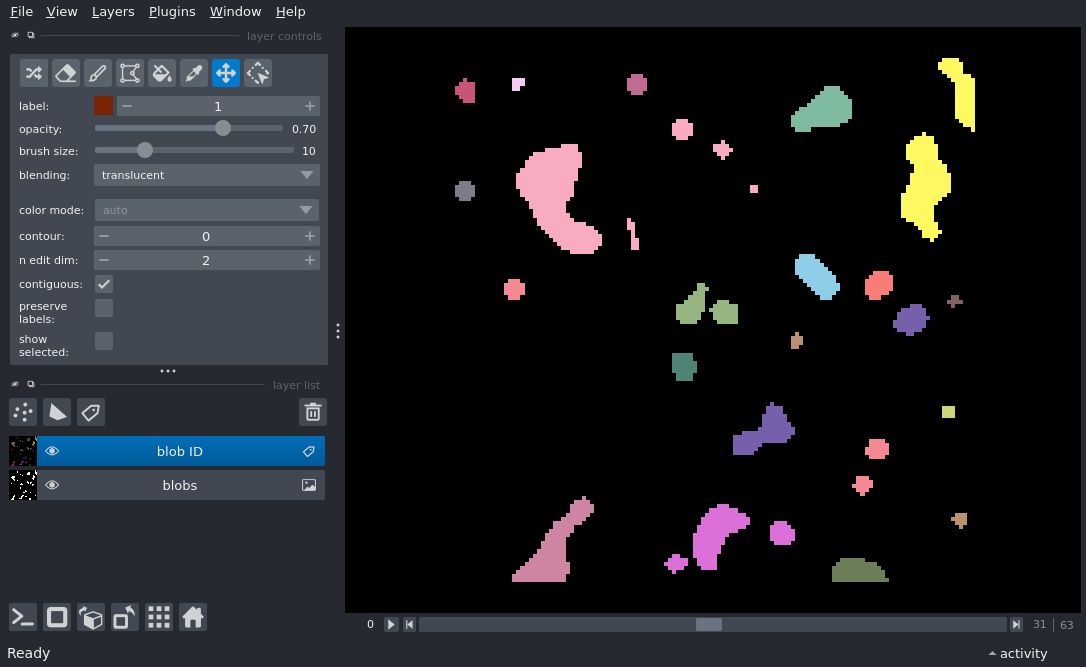 File View Layers Plugins Window Help
layer controls
label: 1
opacity: 0.70
brush size: 10
blending: translucent
color mode: auto
contour: 0
n edit dim: 2
contiguous:
preserve
labels:
show
selected:
layer list
blob ID
blobs
0 31 63
Ready activity